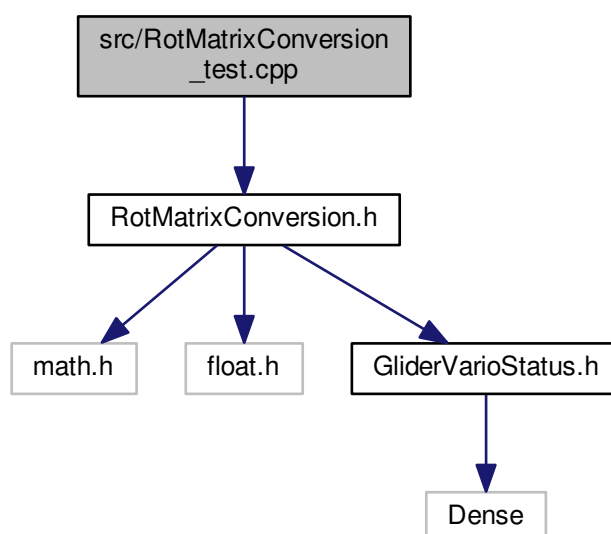 src/RotMatrixConversion
_test.cpp
RotMatrixConversion.h
math.h
float.h
GliderVarioStatus.h
Dense